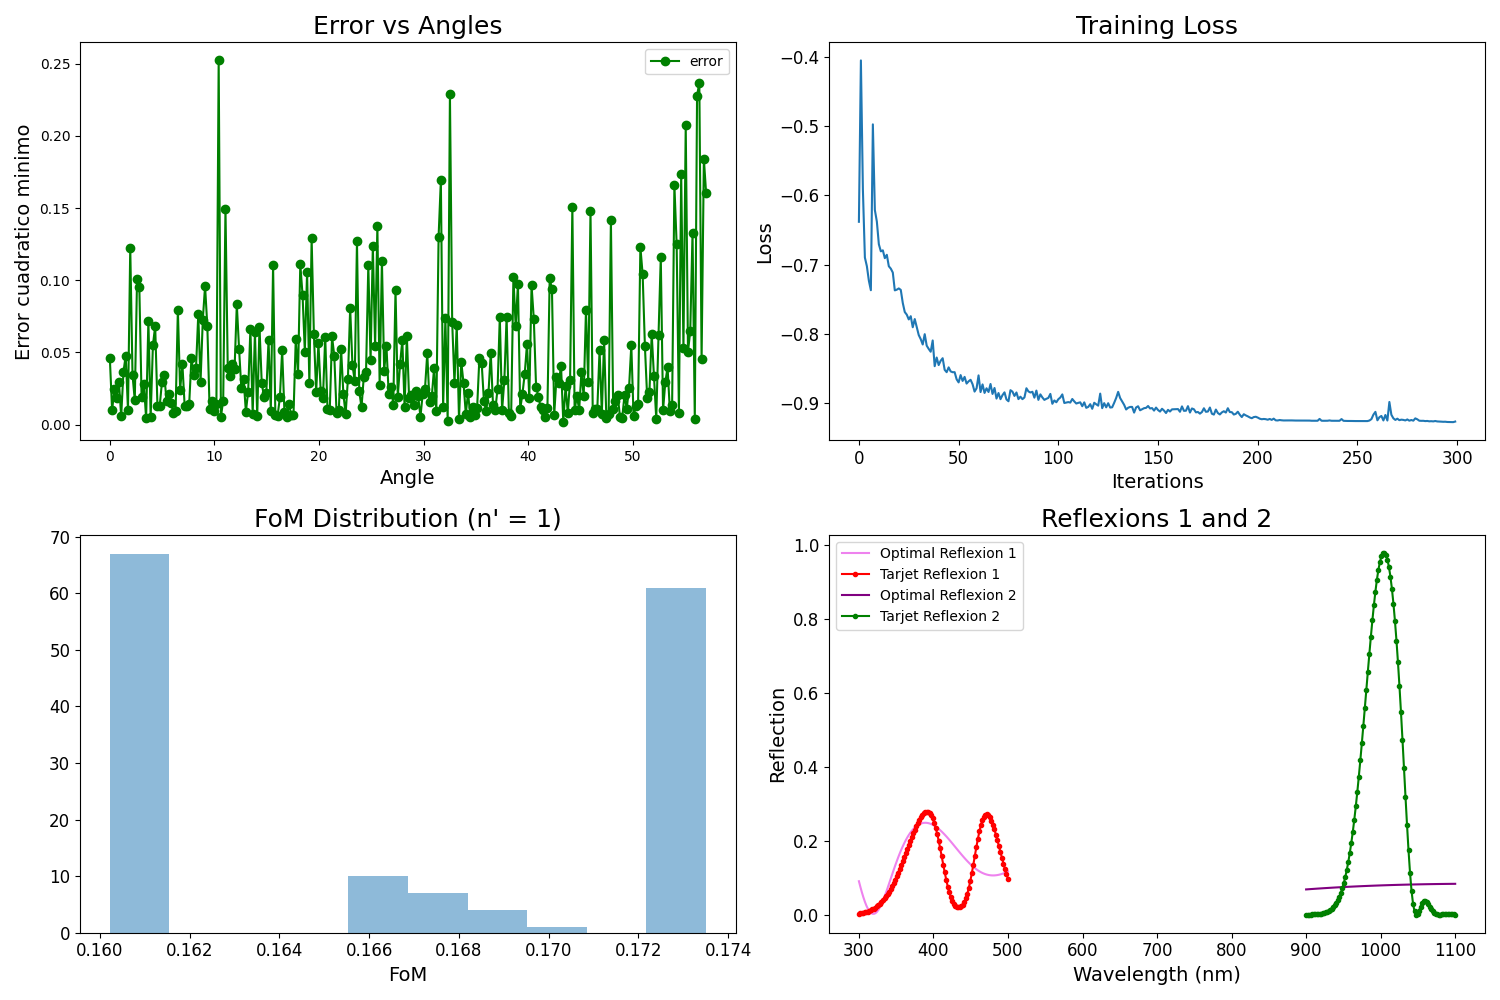 Error vs Angles
error
Error cuadratico minimo
0.25
0.20
0.15
0.10
0.05
0.00
0 10 20 30 40 50
Angle
Training Loss
Loss
−0.4
−0.5
−0.6
−0.7
−0.8
−0.9
0 50 100 150 200 250 300
Iterations
FoM Distribution (n' = 1)
70
60
50
40
30
20
10
0
0.160 0.162 0.164 0.166 0.168 0.170 0.172 0.174
FoM
Reflexions 1 and 2
Optimal Reflexion 1
Tarjet Reflexion 1
Optimal Reflexion 2
Tarjet Reflexion 2
Reflection
1.0
0.8
0.6
0.4
0.2
0.0
300 400 500 600 700 800 900 1000 1100
Wavelength (nm)